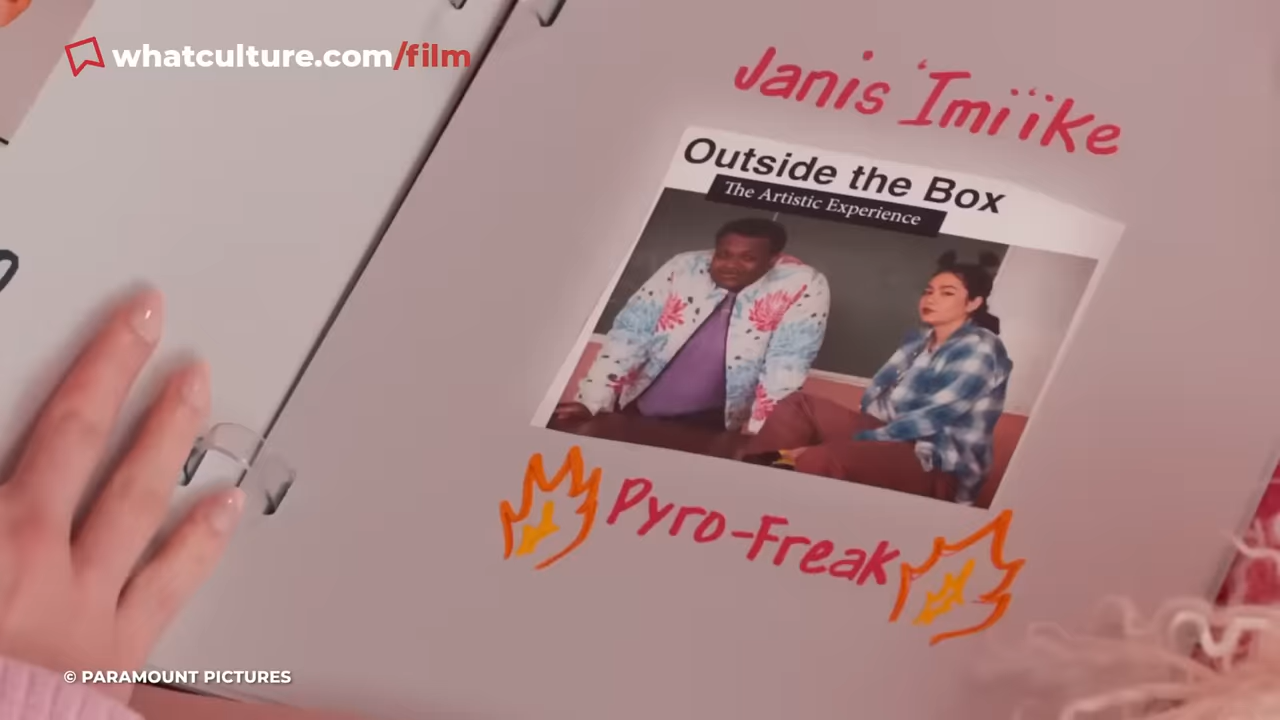 whatculture.com/film
Janis 'Imi'ike
Outside the Box
The Artistic Experience
Pyro-Freak
© PARAMOUNT PICTURES